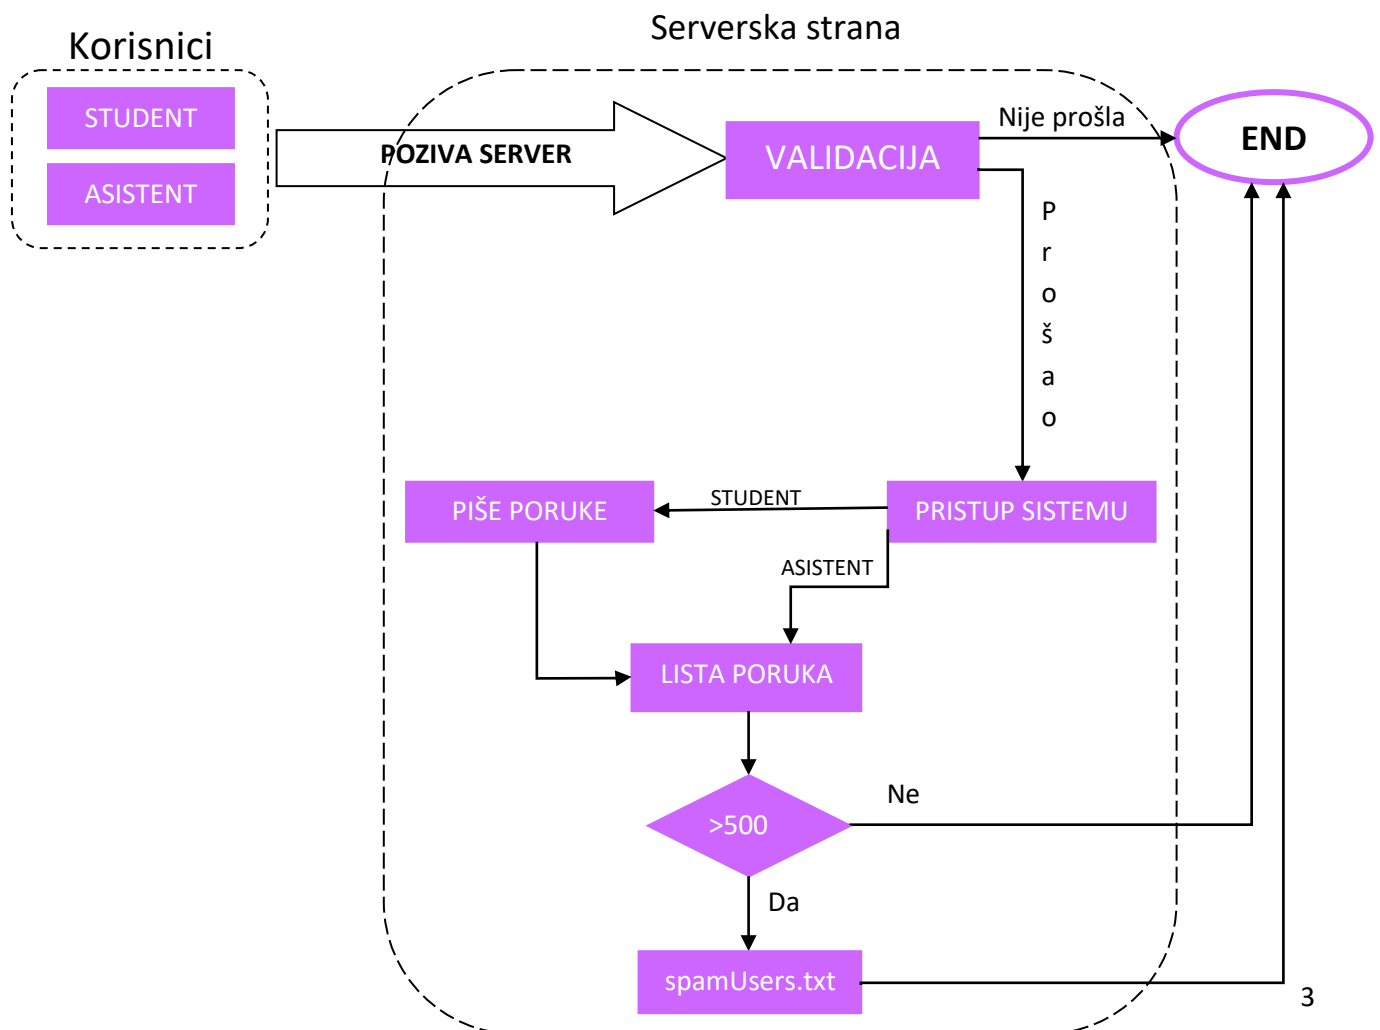 Korisnici
Serverska strana
STUDENT
ASISTENT
POZIVA SERVER
VALIDACIJA
Nije prošla
END
P
r
o
š
a
o
PIŠE PORUKE
STUDENT
PRISTUP SISTEMU
ASISTENT
LISTA PORUKA
>500
Ne
Da
spamUsers.txt
3